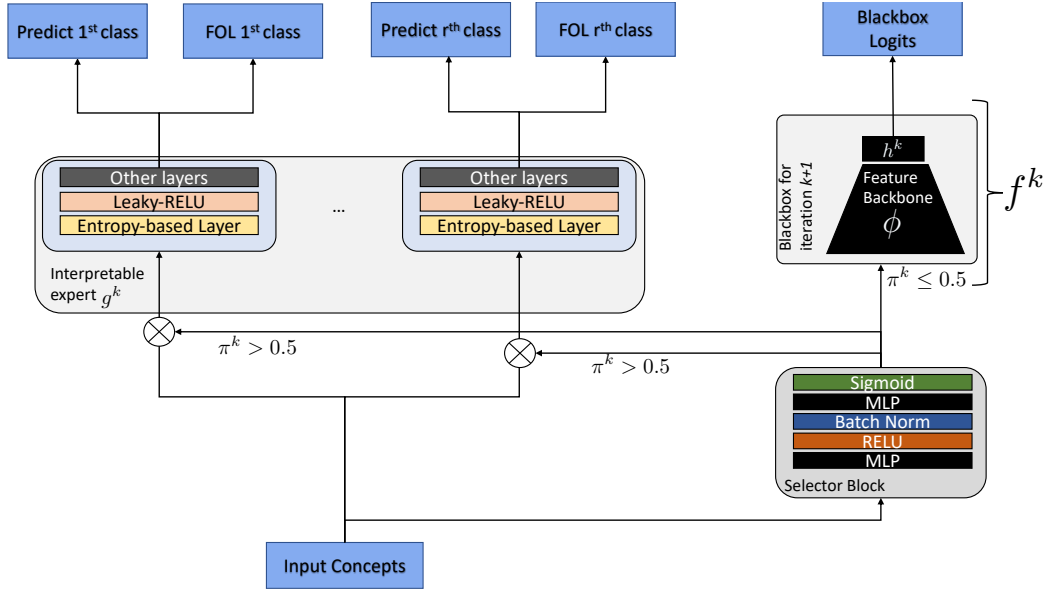 Predict 1st class
FOL 1st class
Predict rth class
FOL rth class
Blackbox
Logits
Other layers
Leaky-RELU
Entropy-based Layer
...
Other layers
Leaky-RELU
Entropy-based Layer
Interpretable
expert g^k
Blackbox for
iteration k+1
h^k
Feature
Backbone
ϕ
f^k
π^k ≤ 0.5
π^k > 0.5
π^k > 0.5
Sigmoid
MLP
Batch Norm
RELU
MLP
Selector Block
Input Concepts